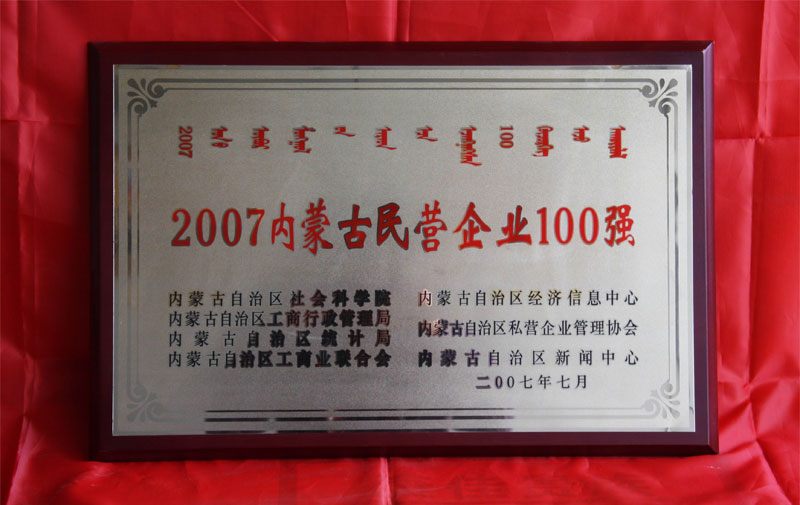 2007内蒙古民营企业100强
内蒙古自治区社会科学院
内蒙古自治区工商行政管理局
内蒙古自治区统计局
内蒙古自治区工商业联合会
内蒙古自治区经济信息中心
内蒙古自治区私营企业管理协会
内蒙古自治区新闻中心
二00七年七月